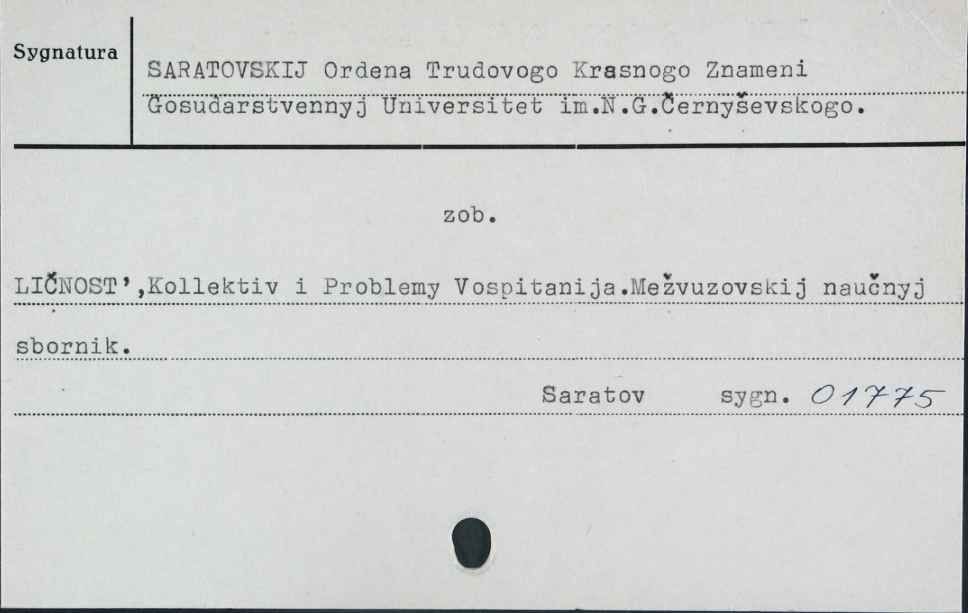 Sygnatura
SARATOVSKIJ Ordena Trudovogo Krasnogo Znameni
Gosudarstvennyj Universitet im.N.G.Černyševskogo.
zob.
LIČNOST',Kollektiv i Problemy Vospitanija.Mežvuzovskij naučnyj
sbornik.
Saratov sygn. 01775